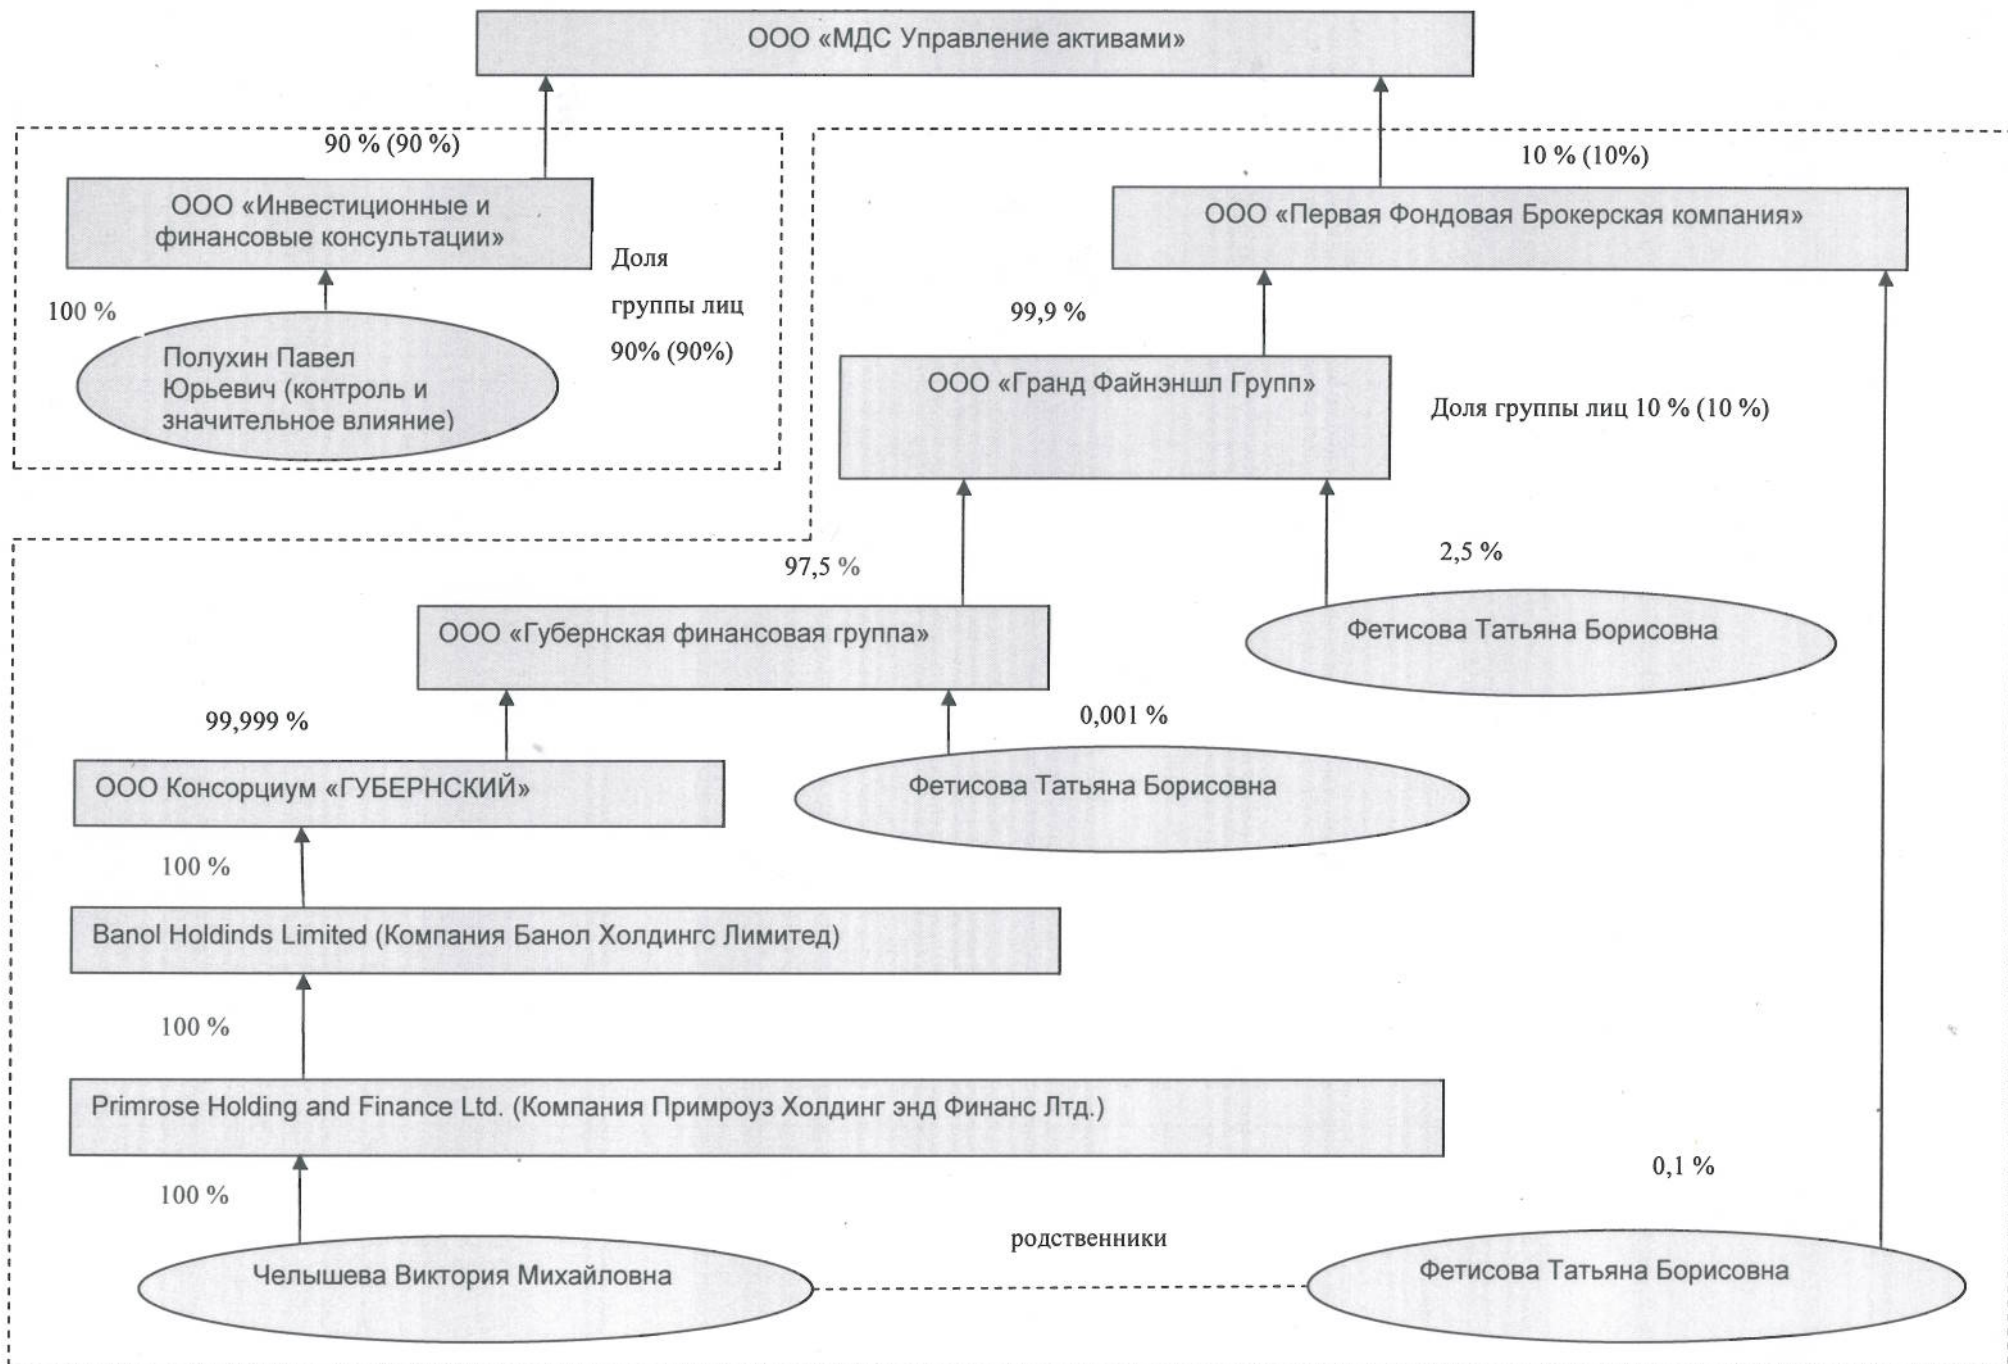 ООО «МДС Управление активами»
90 % (90 %)
10 % (10%)
ООО «Инвестиционные и
финансовые консультации»
ООО «Первая Фондовая Брокерская компания»
Доля
группы лиц
90% (90%)
100 %
Полухин Павел
Юрьевич (контроль и
значительное влияние)
99,9 %
ООО «Гранд Файнэншл Групп»
Доля группы лиц 10 % (10 %)
97,5 %
2,5 %
ООО «Губернская финансовая группа»
Фетисова Татьяна Борисовна
99,999 %
0,001 %
ООО Консорциум «ГУБЕРНСКИЙ»
Фетисова Татьяна Борисовна
100 %
Banol Holdinds Limited (Компания Банол Холдингс Лимитед)
100 %
Primrose Holding and Finance Ltd. (Компания Примроуз Холдинг энд Финанс Лтд.)
100 %
0,1 %
родственники
Челышева Виктория Михайловна
Фетисова Татьяна Борисовна